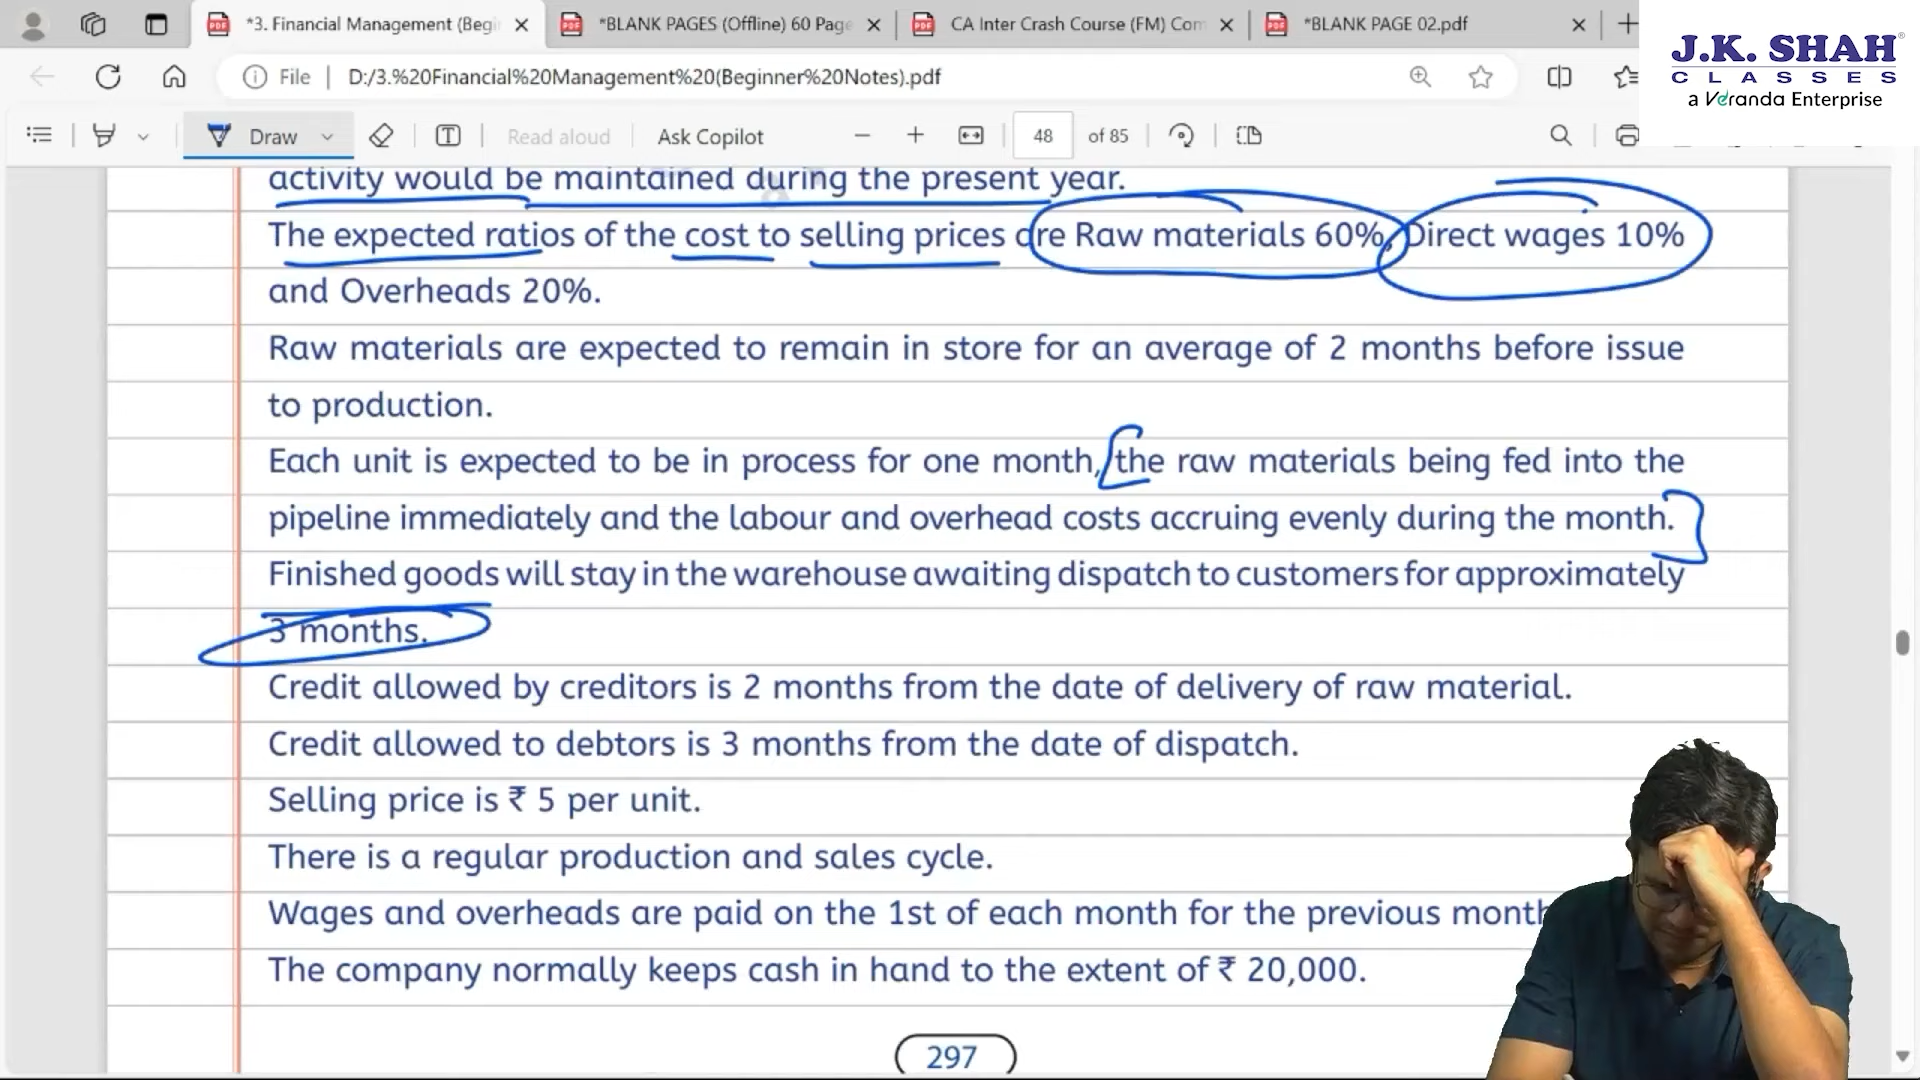 *3. Financial Management (Begi
*BLANK PAGES (Offline) 60 Page
CA Inter Crash Course (FM) Com
*BLANK PAGE 02.pdf
J.K. SHAH®
CLASSES
a Veranda Enterprise
File
D:/3.%20Financial%20Management%20(Beginner%20Notes).pdf
Draw
Read aloud
Ask Copilot
48 of 85
activity would be maintained during the present year.
The expected ratios of the cost to selling prices are Raw materials 60%, Direct wages 10%
and Overheads 20%.
Raw materials are expected to remain in store for an average of 2 months before issue
to production.
Each unit is expected to be in process for one month, the raw materials being fed into the
pipeline immediately and the labour and overhead costs accruing evenly during the month.
Finished goods will stay in the warehouse awaiting dispatch to customers for approximately
3 months.
Credit allowed by creditors is 2 months from the date of delivery of raw material.
Credit allowed to debtors is 3 months from the date of dispatch.
Selling price is ₹ 5 per unit.
There is a regular production and sales cycle.
Wages and overheads are paid on the 1st of each month for the previous month
The company normally keeps cash in hand to the extent of ₹ 20,000.
297